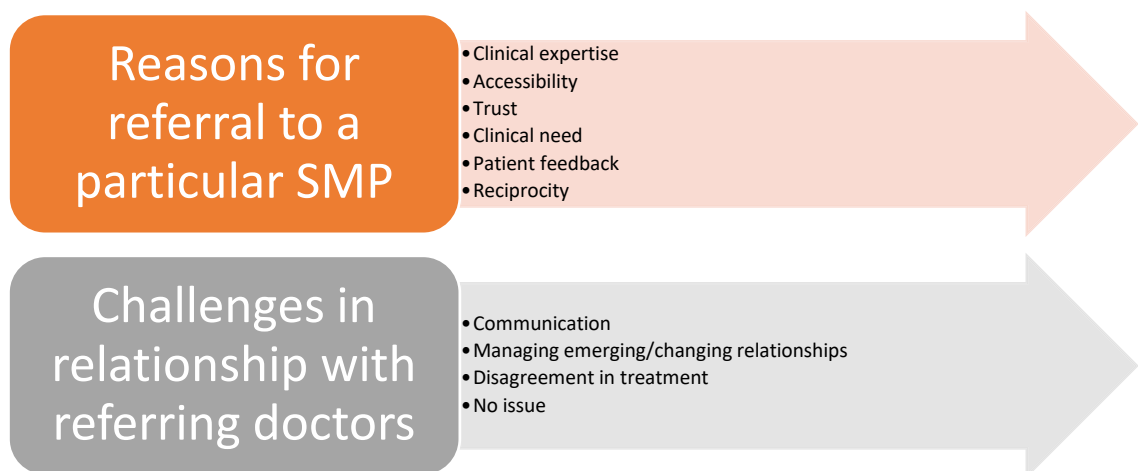 Reasons for
referral to a
particular SMP
•Clinical expertise
•Accessibility
•Trust
•Clinical need
•Patient feedback
•Reciprocity
Challenges in
relationship with
referring doctors
•Communication
•Managing emerging/changing relationships
•Disagreement in treatment
•No issue